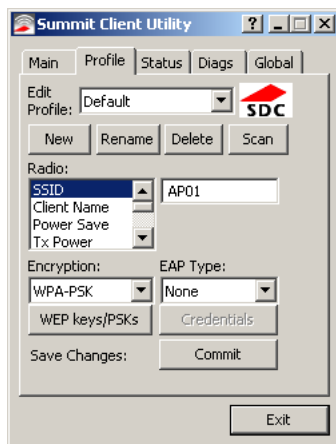 Summit Client Utility
Main Profile Status Diags Global
Edit Profile: Default
SDC
New Rename Delete Scan
Radio:
SSID AP01
Client Name
Power Save
Tx Power
Encryption: EAP Type:
WPA-PSK None
WEP keys/PSKs Credentials
Save Changes: Commit
Exit